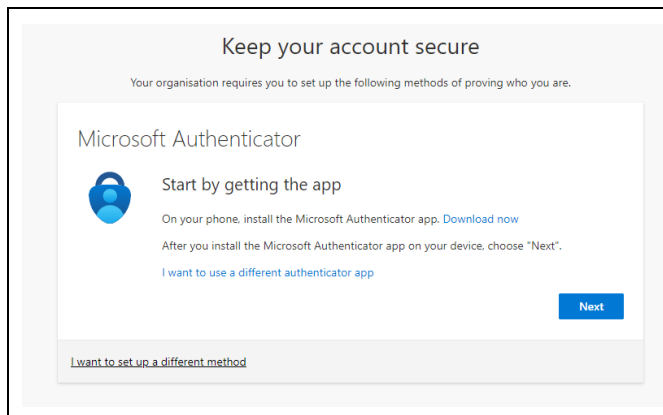 Keep your account secure
Your organisation requires you to set up the following methods of proving who you are.
Microsoft Authenticator
Start by getting the app
On your phone, install the Microsoft Authenticator app. Download now
After you install the Microsoft Authenticator app on your device, choose "Next".
I want to use a different authenticator app
Next
I want to set up a different method